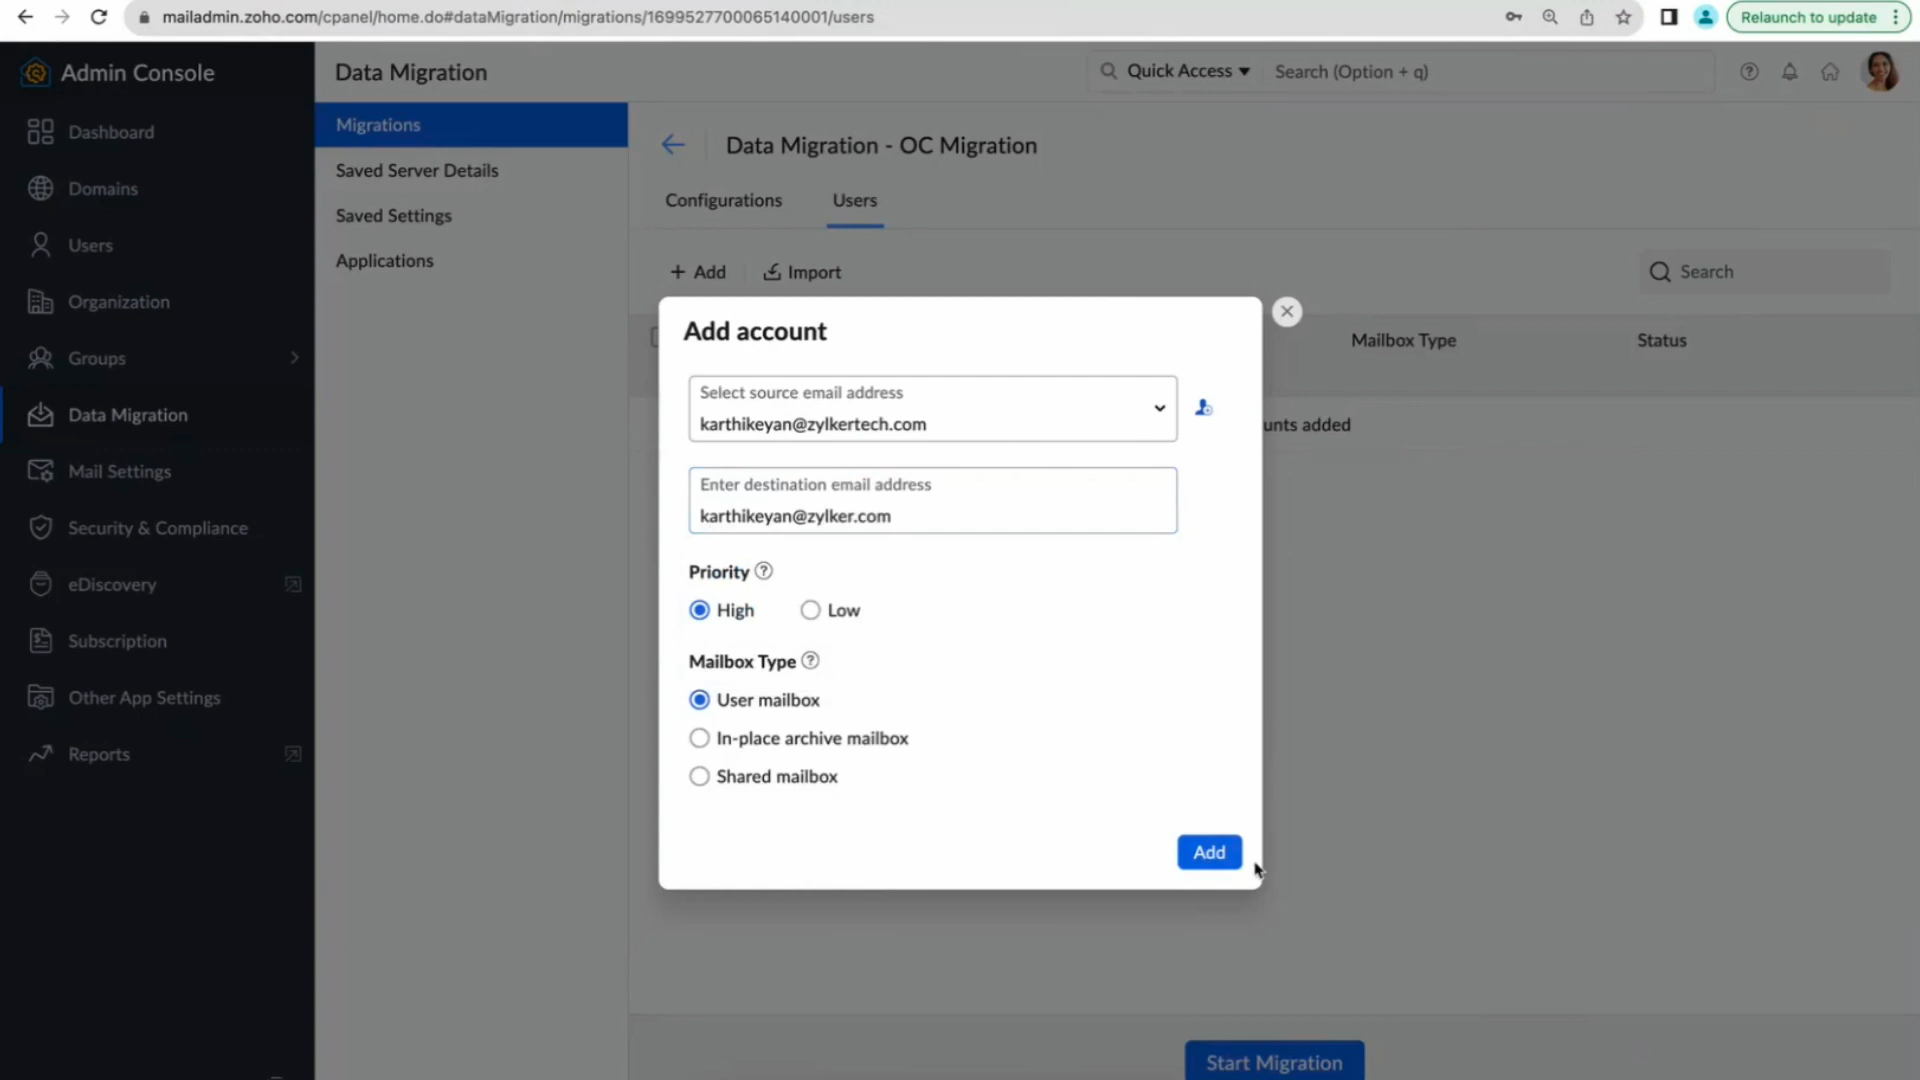 mailadmin.zoho.com/cpanel/home.do#dataMigration/migrations/1699527700065140001/users
Relaunch to update
Admin Console
Data Migration
Quick Access
Search (Option + q)
Dashboard
Domains
Users
Organization
Groups
Data Migration
Mail Settings
Security & Compliance
eDiscovery
Subscription
Other App Settings
Reports
Migrations
Saved Server Details
Saved Settings
Applications
Data Migration - OC Migration
Configurations
Users
+ Add
Import
Search
Mailbox Type
Status
unts added
Add account
Select source email address
karthikeyan@zylkertech.com
Enter destination email address
karthikeyan@zylker.com
Priority ?
High
Low
Mailbox Type ?
User mailbox
In-place archive mailbox
Shared mailbox
Add
Start Migration